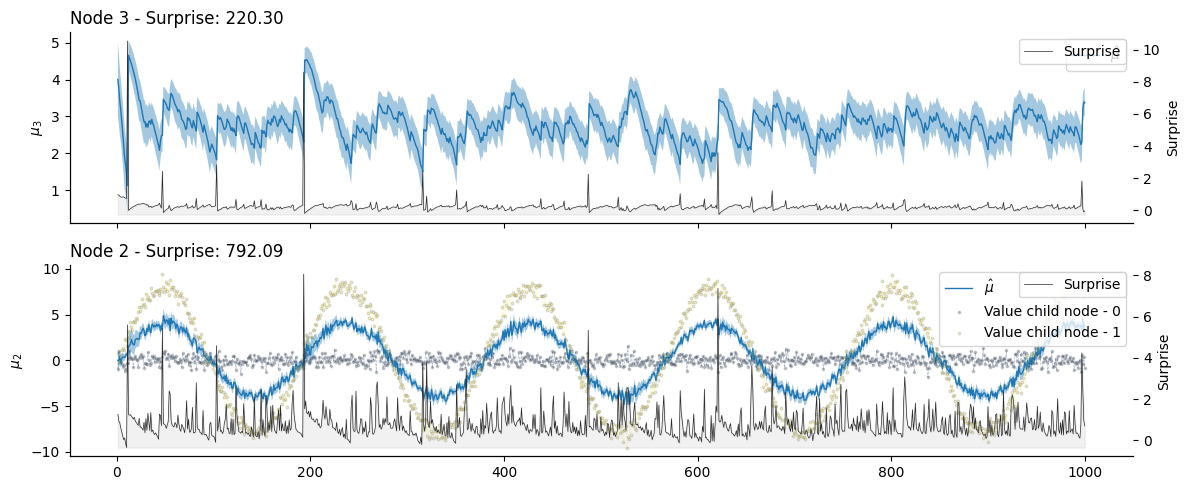 Node 3 - Surprise: 220.30
5
4
3
2
1
μ3
Surprise
10
8
6
4
2
0
Surprise
Node 2 - Surprise: 792.09
10
5
0
−5
−10
μ2
μ̂
Value child node - 0
Value child node - 1
Surprise
8
6
4
2
0
Surprise
0
200
400
600
800
1000